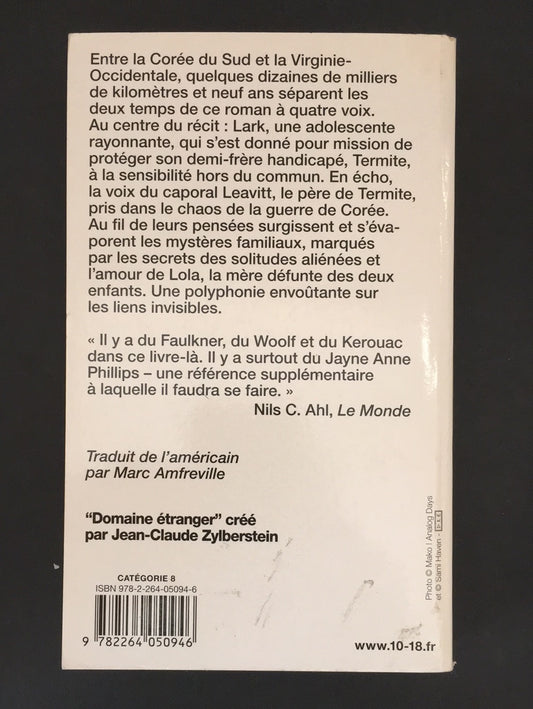 Entre la Corée du Sud et la Virginie-
Occidentale, quelques dizaines de milliers
de kilomètres et neuf ans séparent les
deux temps de ce roman à quatre voix.
Au centre du récit : Lark, une adolescente
rayonnante, qui s'est donné pour mission de
protéger son demi-frère handicapé, Termite,
à la sensibilité hors du commun. En écho,
la voix du caporal Leavitt, le père de Termite,
pris dans le chaos de la guerre de Corée.
Au fil de leurs pensées surgissent et s'éva-
porent les mystères familiaux, marqués
par les secrets des solitudes aliénées et
l'amour de Lola, la mère défunte des deux
enfants. Une polyphonie envoûtante sur
les liens invisibles.
« Il y a du Faulkner, du Woolf et du Kerouac
dans ce livre-là. Il y a surtout du Jayne Anne
Phillips – une référence supplémentaire
à laquelle il faudra se faire. »
Nils C. Ahl, Le Monde
Traduit de l'américain
par Marc Amfreville
"Domaine étranger" créé
par Jean-Claude Zylberstein
CATÉGORIE 8
ISBN 978-2-264-05094-6
9 782264 050946
www.10-18.fr
Photo © Mako / Analog Days
et © Sami Haven -